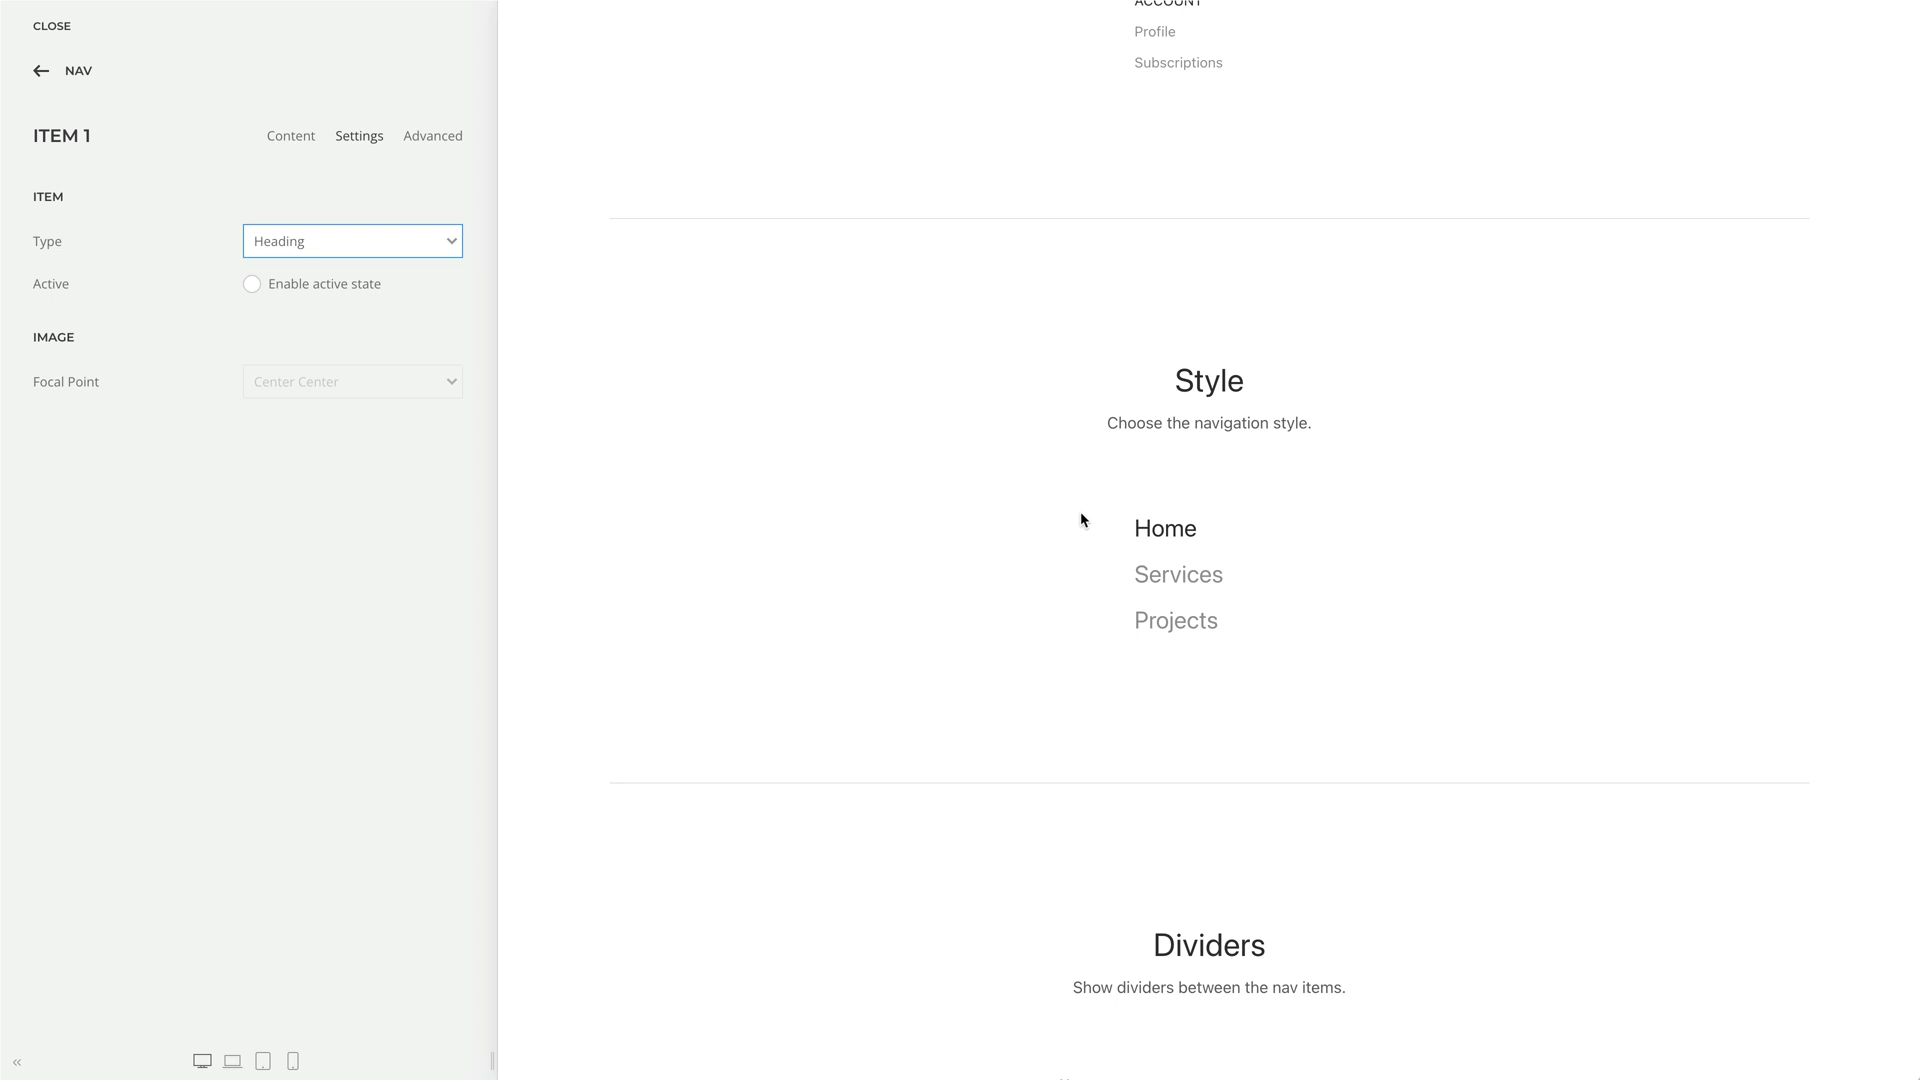 CLOSE
NAV
ITEM 1
Content Settings Advanced
ITEM
Type Heading
Active Enable active state
IMAGE
Focal Point Center Center
ACCOUNT
Profile
Subscriptions
Style
Choose the navigation style.
Home
Services
Projects
Dividers
Show dividers between the nav items.